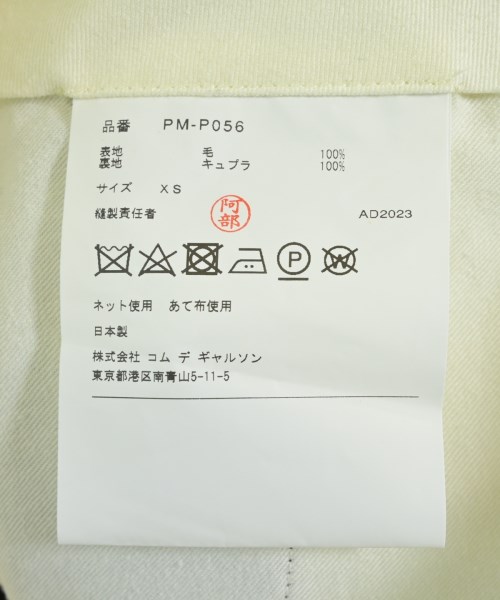 品番 PM-P056
表地 毛 100%
裏地 キュプラ 100%
サイズ XS
縫製責任者 阿部 AD2023
P W
ネット使用 あて布使用
日本製
株式会社 コム デ ギャルソン
東京都港区南青山5-11-5